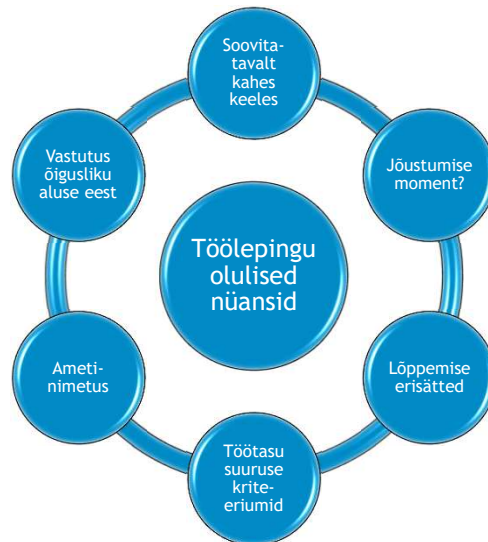 Soovita-
tavalt
kahes
keeles
Jõustumise
moment?
Lõppemise
erisätted
Töötasu
suuruse
krite-
eriumid
Ameti-
nimetus
Vastutus
õigusliku
aluse eest
Töölepingu
olulised
nüansid